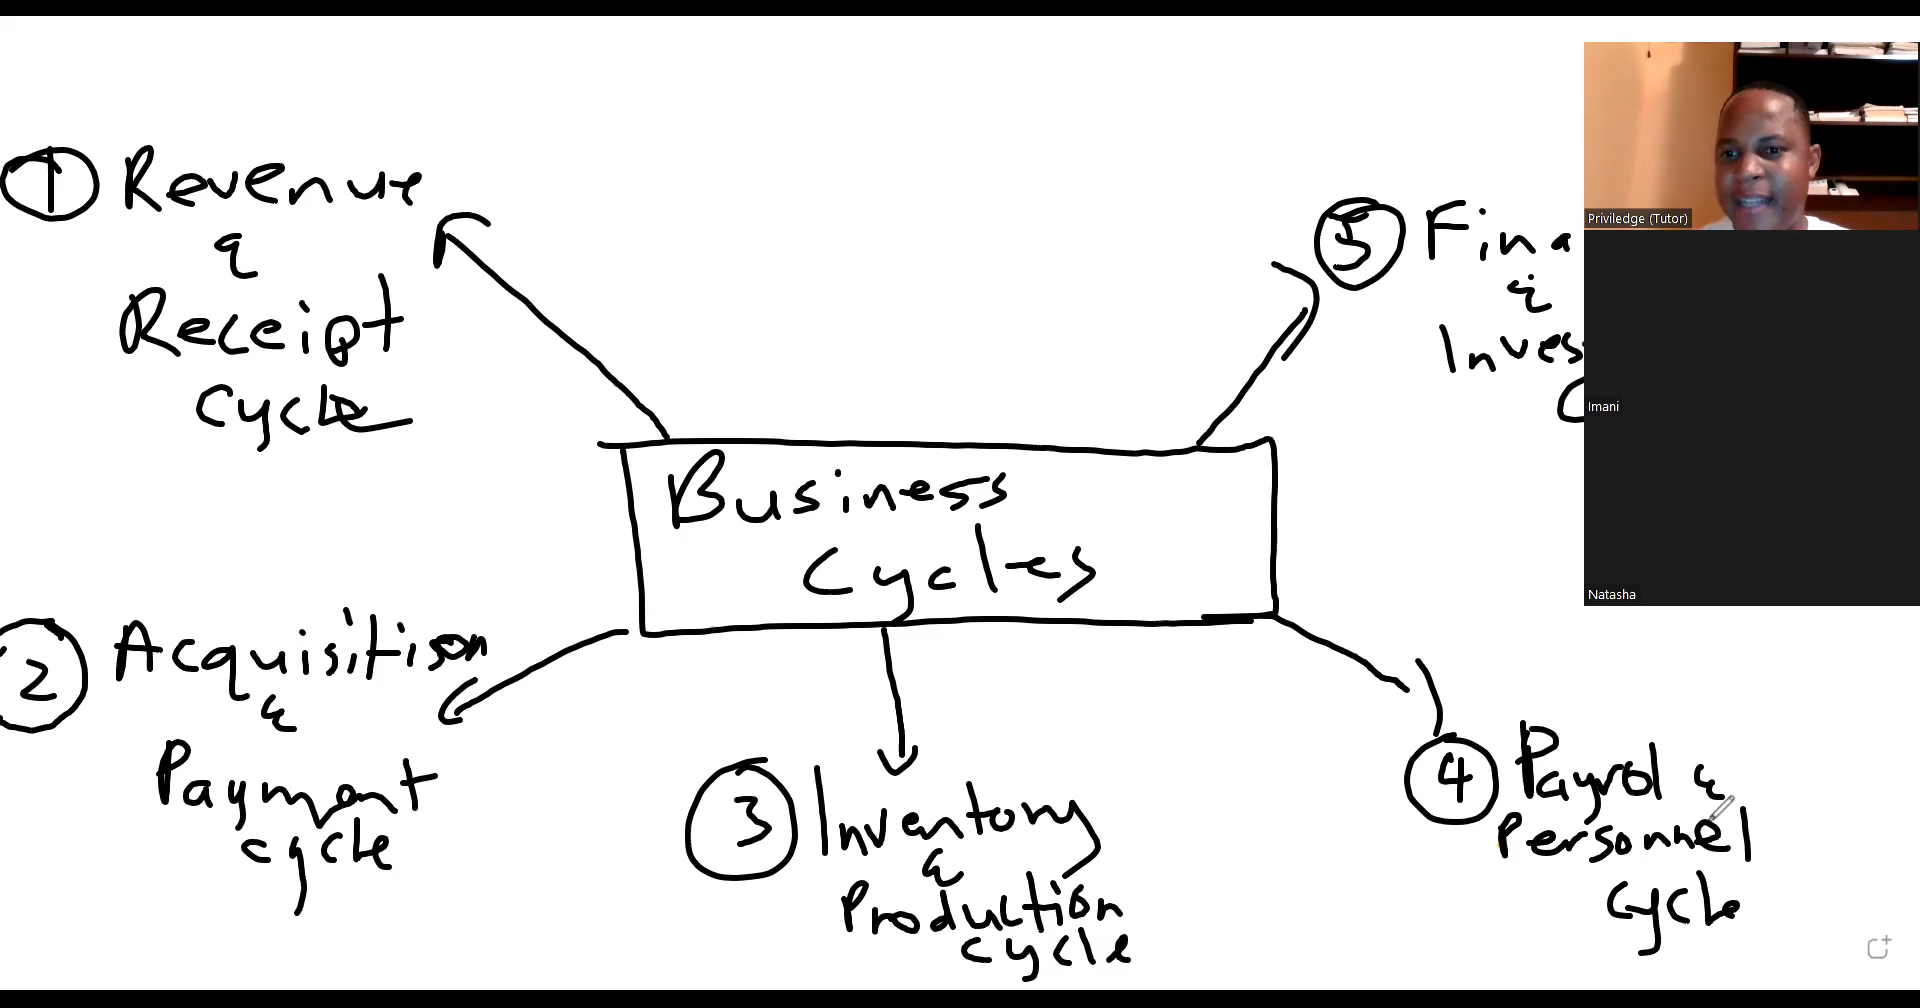 ① Revenue
&
Receipt
cycle
② Acquisition
&
Payment
cycle
Business
Cycles
③ Inventory
&
Production
cycle
④ Payrol &
Personnel
cycle
⑤ Fina
&
Inves
C
Priviledge (Tutor)
Imani
Natasha